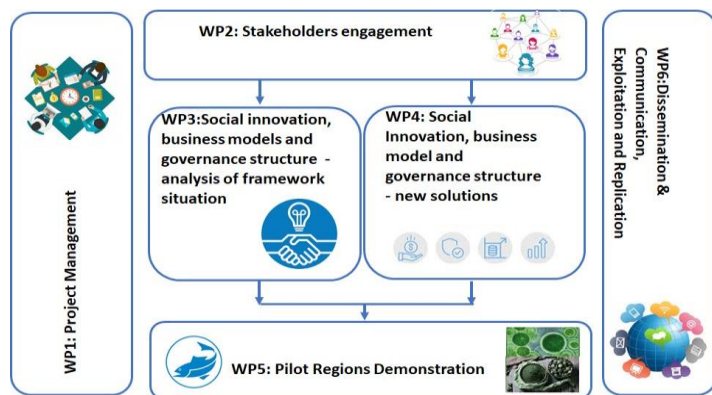 WP1: Project Management
WP2: Stakeholders engagement
WP3:Social innovation,
business models and
governance structure -
analysis of framework
situation
WP4: Social
Innovation, business
model and
governance structure
- new solutions
WP5: Pilot Regions Demonstration
WP6:Dissemination &
Communication,
Exploitation and Replication